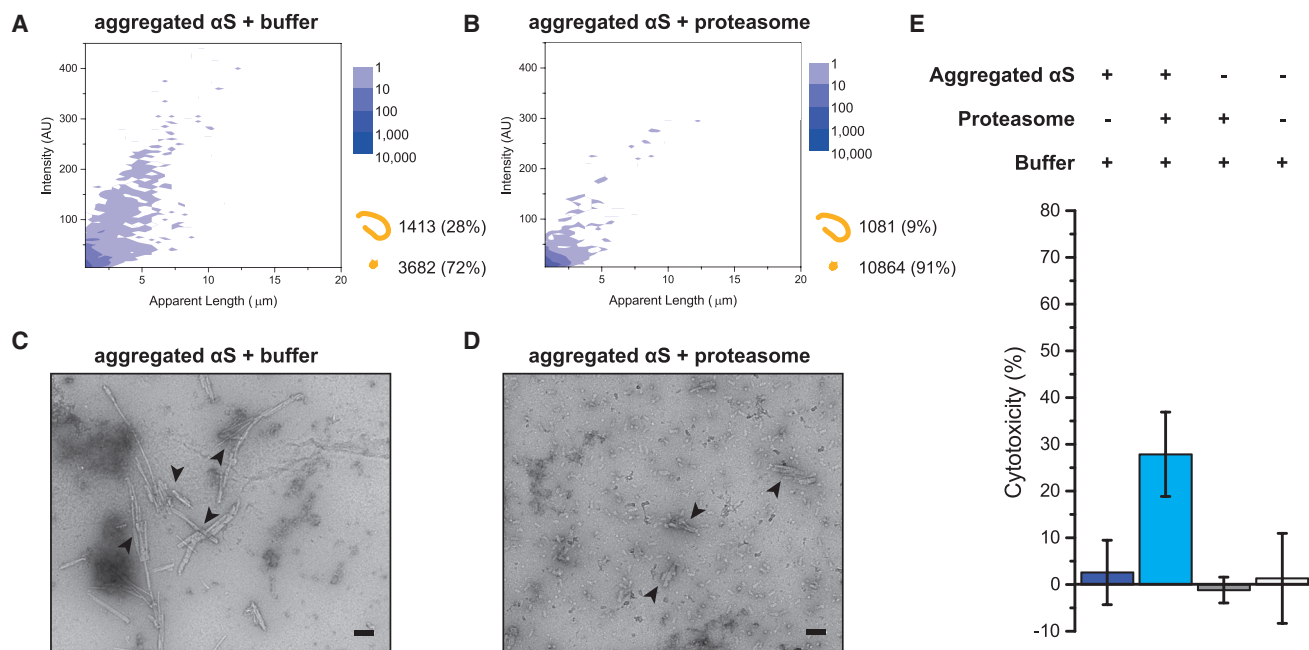 A
aggregated αS + buffer
400
300
200
100
Intensity (AU)
5
10
15
20
Apparent Length ( μm)
1
10
100
1,000
10,000
1413 (28%)
3682 (72%)
B
aggregated αS + proteasome
400
300
200
100
Intensity (AU)
5
10
15
20
Apparent Length ( μm)
1
10
100
1,000
10,000
1081 (9%)
10864 (91%)
C
aggregated αS + buffer
D
aggregated αS + proteasome
E
Aggregated αS + + - -
Proteasome - + + -
Buffer + + + +
80
70
60
50
40
30
20
10
0
-10
Cytotoxicity (%)